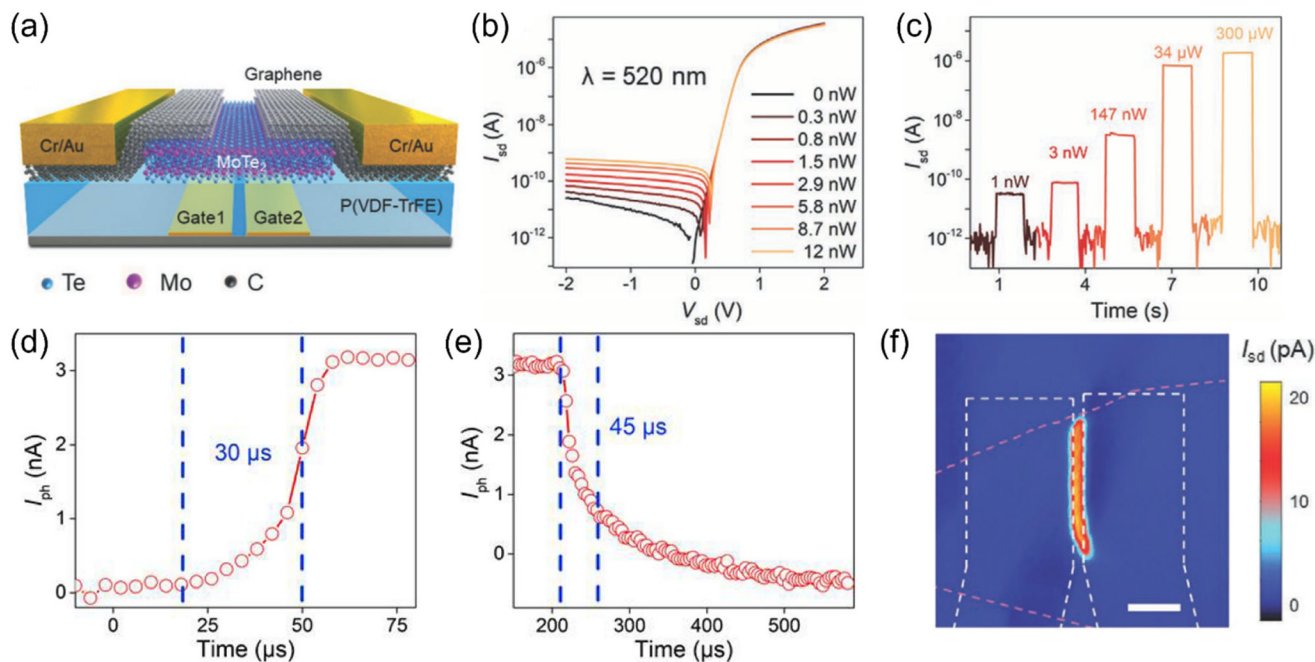 (a)
Graphene
Cr/Au
Cr/Au
MoTe2
Gate1
Gate2
P(VDF-TrFE)
Te
Mo
C
(b)
λ = 520 nm
0 nW
0.3 nW
0.8 nW
1.5 nW
2.9 nW
5.8 nW
8.7 nW
12 nW
Isd (A)
10-6
10-8
10-10
10-12
-2
-1
0
1
2
Vsd (V)
(c)
Isd (A)
10-6
10-8
10-10
10-12
1 nW
3 nW
147 nW
34 µW
300 µW
1
4
7
10
Time (s)
(d)
Iph (nA)
3
2
1
0
30 µs
0
25
50
75
Time (µs)
(e)
Iph (nA)
3
2
1
0
45 µs
200
300
400
500
Time (µs)
(f)
Isd (pA)
20
10
0